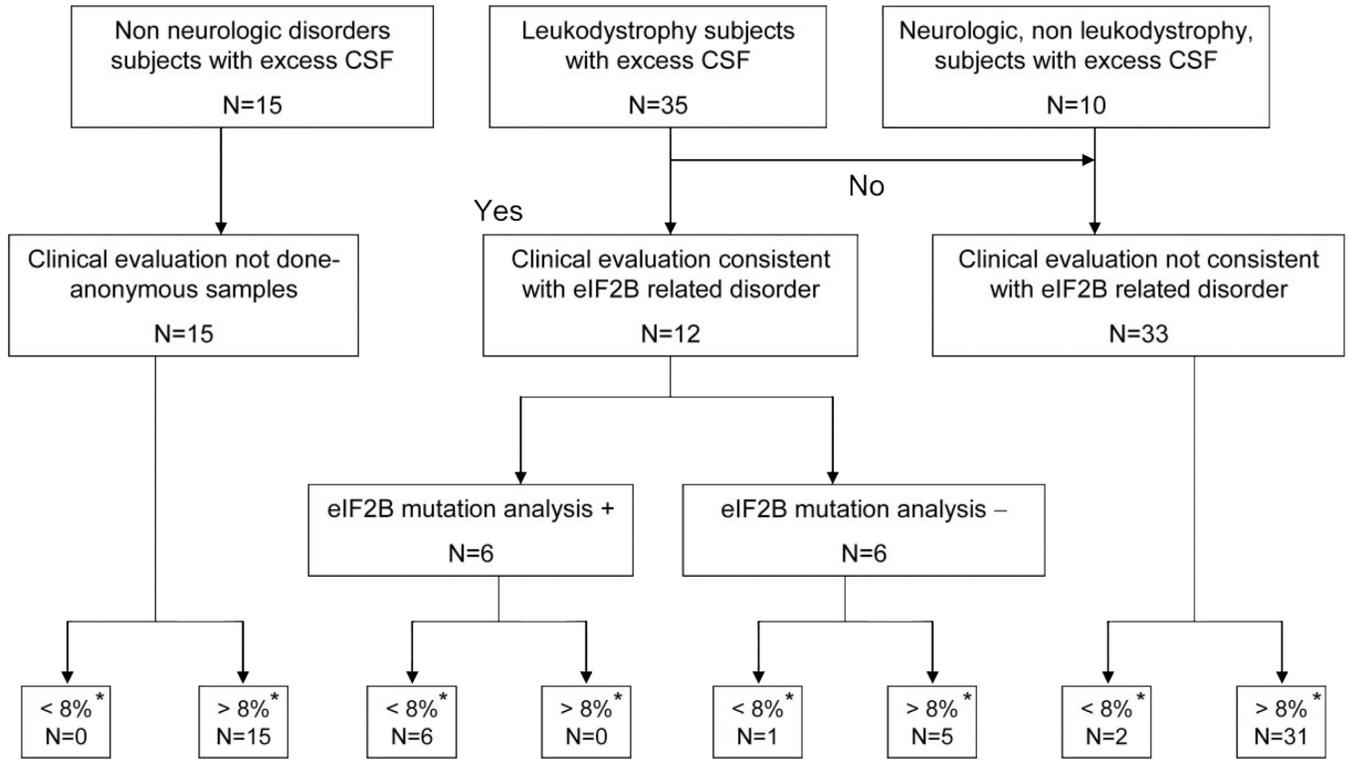 Non neurologic disorders
subjects with excess CSF
N=15
Leukodystrophy subjects
with excess CSF
N=35
Neurologic, non leukodystrophy,
subjects with excess CSF
N=10
No
Yes
Clinical evaluation not done-
anonymous samples
N=15
Clinical evaluation consistent
with eIF2B related disorder
N=12
Clinical evaluation not consistent
with eIF2B related disorder
N=33
eIF2B mutation analysis +
N=6
eIF2B mutation analysis –
N=6
< 8%*
N=0
> 8%*
N=15
< 8%*
N=6
> 8%*
N=0
< 8%*
N=1
> 8%*
N=5
< 8%*
N=2
> 8%*
N=31